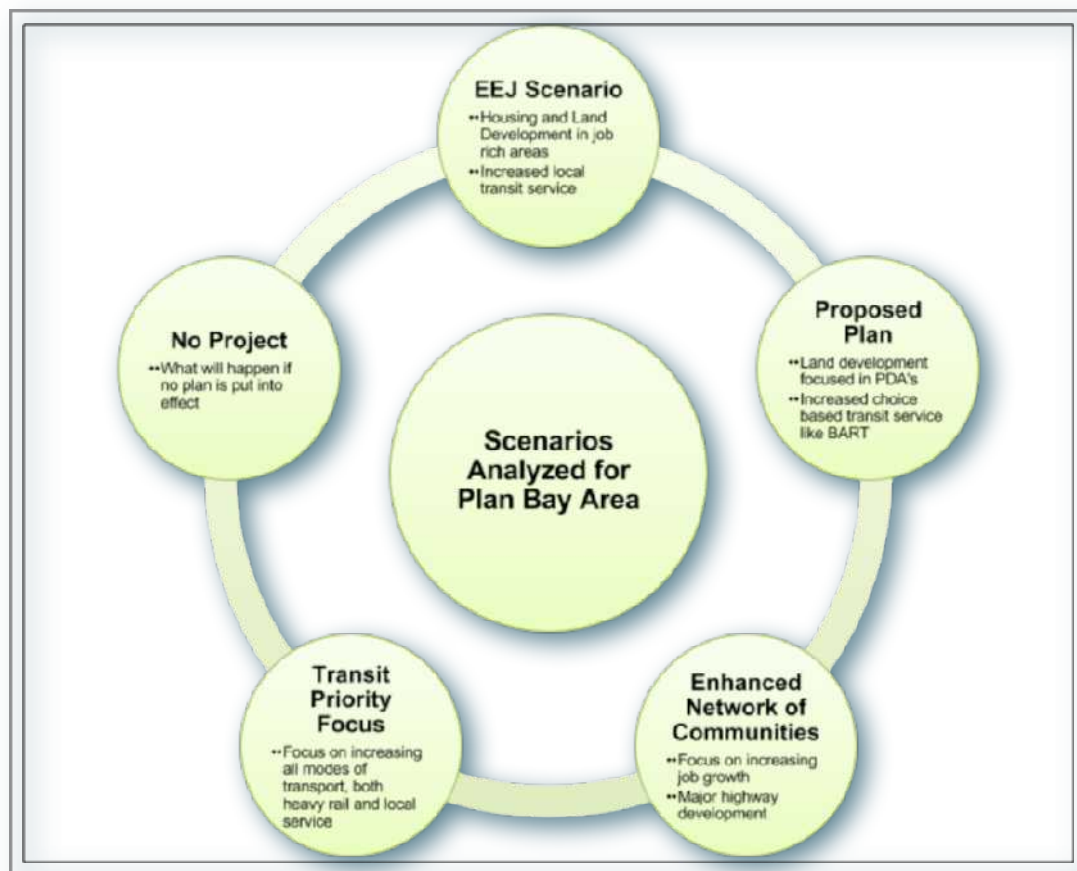 EEJ Scenario
••Housing and Land
Development in job
rich areas
••Increased local
transit service
Proposed
Plan
••Land development
focused in PDA's
••Increased choice
based transit service
like BART
Enhanced
Network of
Communities
••Focus on increasing
job growth
••Major highway
development
Transit
Priority
Focus
••Focus on increasing
all modes of
transport, both
heavy rail and local
service
No Project
••What will happen if
no plan is put into
effect
Scenarios
Analyzed for
Plan Bay Area